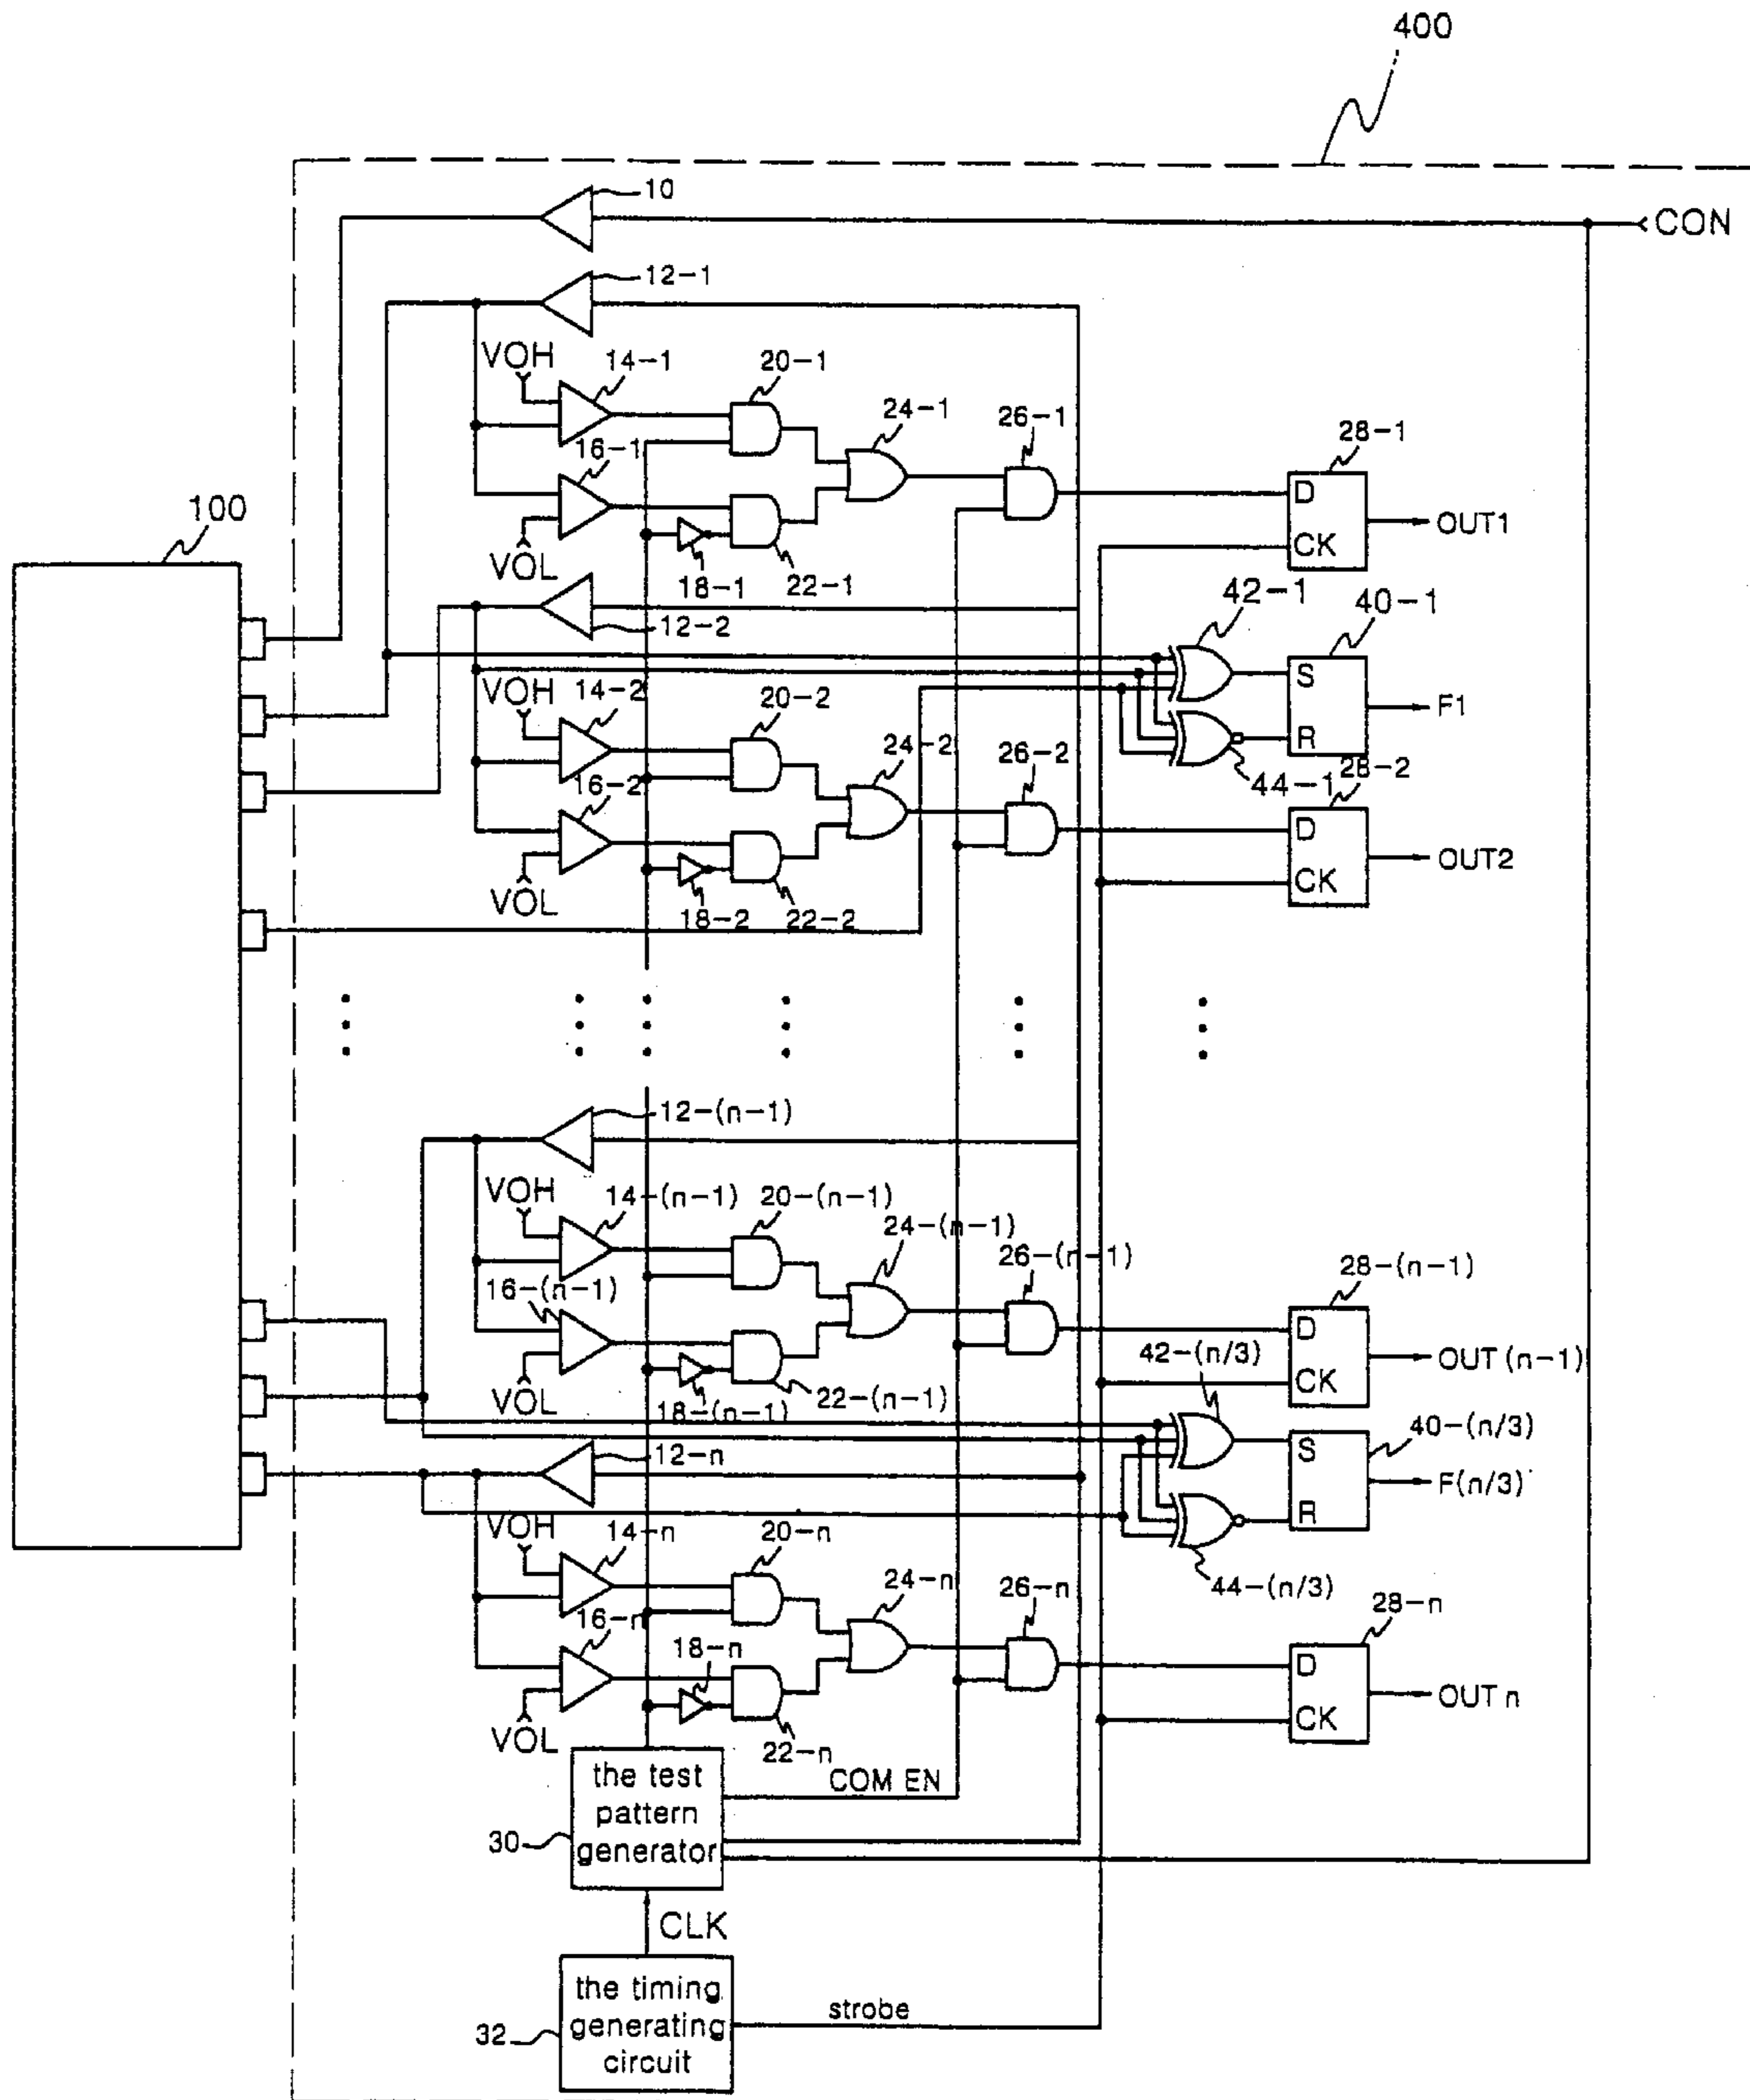 400
10
CON
12-1
VOH
14-1
20-1
24-1
26-1
28-1
16-1
D
CK
OUT1
100
VOL
18-1
22-1
42-1
40-1
12-2
S
R
F1
VOH
14-2
20-2
24-2
26-2
44-1
28-2
16-2
D
CK
OUT2
VOL
18-2
22-2
12-(n-1)
VOH
14-(n-1)
20-(n-1)
24-(n-1)
26-(n-1)
28-(n-1)
16-(n-1)
D
CK
OUT(n-1)
42-(n/3)
VOL
18-(n-1)
22-(n-1)
40-(n/3)
12-n
S
R
F(n/3)
VOH
14-n
20-n
24-n
26-n
44-(n/3)
28-n
16-n
18-n
D
CK
OUTn
VOL
22-n
the test
pattern
generator
30
COM EN
CLK
the timing
generating
circuit
32
strobe